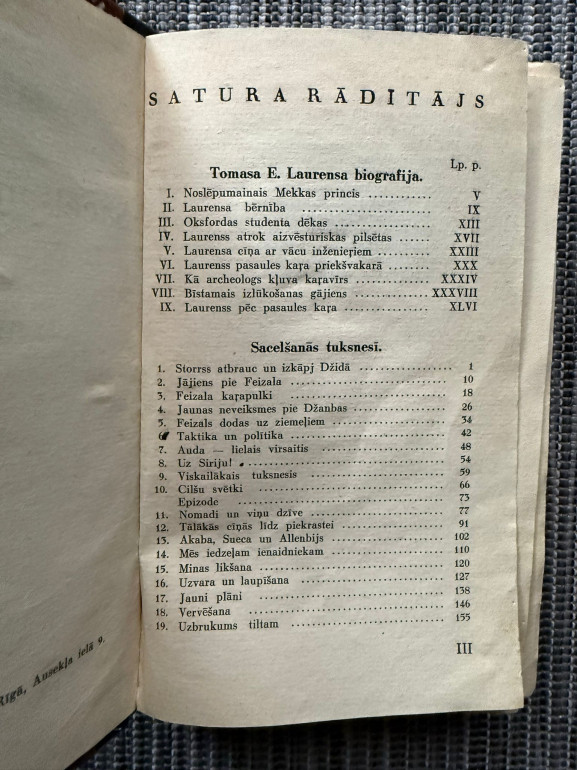 SATURA RĀDĪTĀJS
Lp. p.
Tomasa E. Laurensa biografija.
I. Noslēpumainais Mekkas princis ............ V
II. Laurensa bērnība .................. IX
III. Oksfordas studenta dēkas .................. XIII
IV. Laurenss atrok aizvēsturiskas pilsētas ...... XVII
V. Laurensa cīņa ar vācu inženieŗiem .......... XXIII
VI. Laurenss pasaules kaŗa priekšvakarā ........ XXX
VII. Kā archeologs kļuva kaŗavīrs ............ XXXIV
VIII. Bīstamais izlūkošanas gājiens .......... XXXVIII
IX. Laurenss pēc pasaules kaŗa .............. XLVI
Sacelšanās tuksnesī.
1. Storrss atbrauc un izkāpj Džidā ............ 1
2. Jājiens pie Feizala ........................ 10
3. Feizala kaŗapulki .......................... 18
4. Jaunas neveiksmes pie Džanbas .............. 26
5. Feizals dodas uz ziemeļiem ................ 34
Taktika un polītika ........................ 42
7. Auda — lielais virsaitis .................. 48
8. Uz Siriju! .............................. 54
9. Viskailākais tuksnesis .................... 59
10. Cilšu svētki .............................. 66
Epizode ................................ 73
11. Nomadi un viņu dzīve ...................... 77
12. Tālākās cīņās līdz piekrastei .............. 91
13. Akaba, Sueca un Allenbijs ................ 102
14. Mēs iedzeļam ienaidniekam ................ 110
15. Minas likšana ............................ 120
16. Uzvara un laupīšana ...................... 127
17. Jauni plāni .............................. 138
18. Vervēšana .............................. 146
19. Uzbrukums tiltam ........................ 155
III
Rīgā, Ausekļa ielā 9.